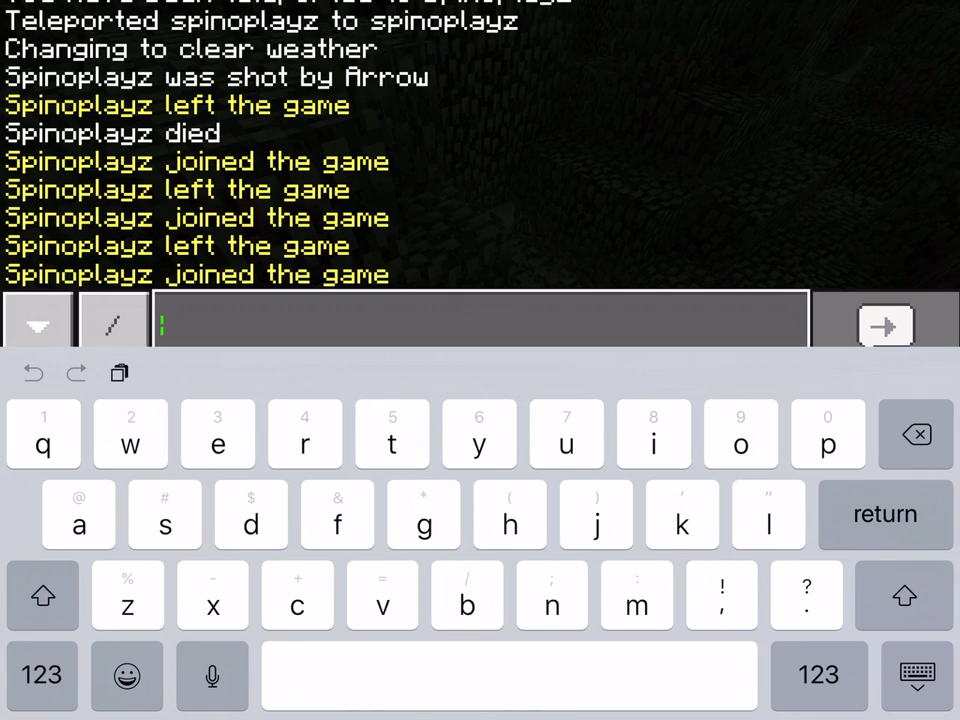 Teleported spinoplayz to spinoplayz
Changing to clear weather
Spinoplayz was shot by Arrow
Spinoplayz left the game
Spinoplayz died
Spinoplayz joined the game
Spinoplayz left the game
Spinoplayz joined the game
Spinoplayz left the game
Spinoplayz joined the game
/
1 2 3 4 5 6 7 8 9 0
q w e r t y u i o p
@ # $ & * ( ) ' "
a s d f g h j k l return
% - + = / ; : ! ?
z x c v b n m , .
123 123